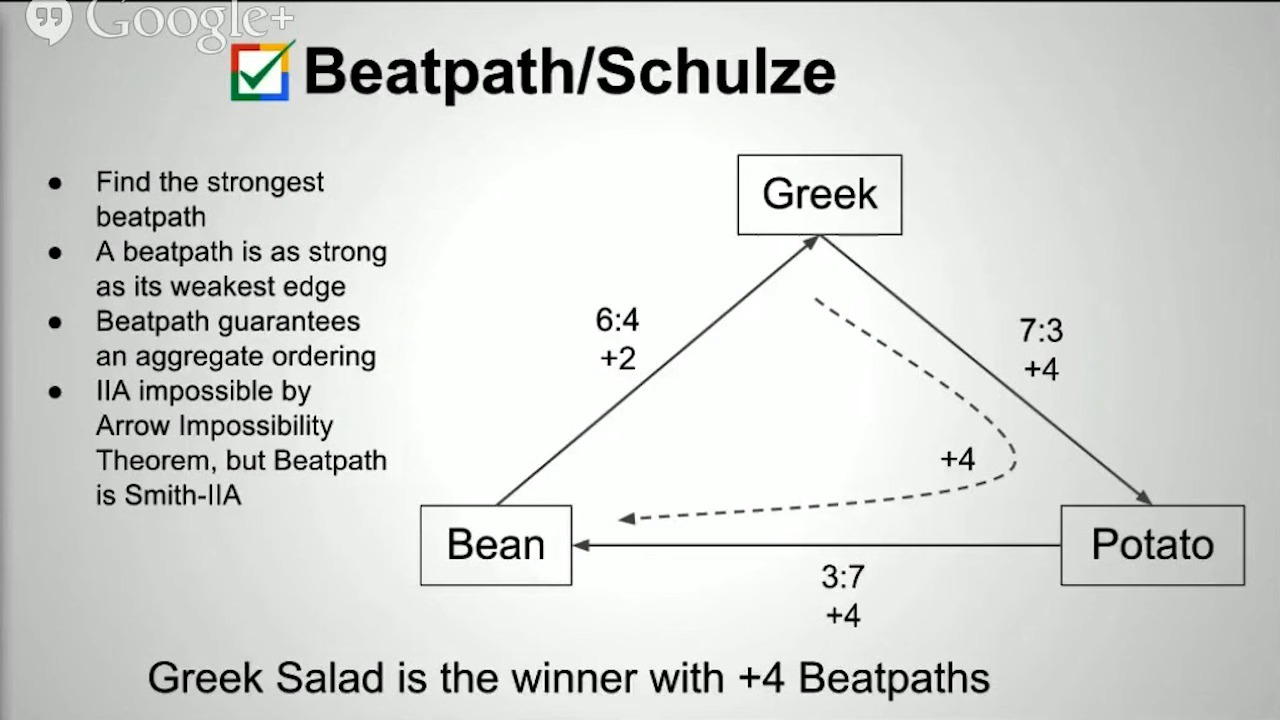 Google+
Beatpath/Schulze
● Find the strongest
beatpath
● A beatpath is as strong
as its weakest edge
● Beatpath guarantees
an aggregate ordering
● IIA impossible by
Arrow Impossibility
Theorem, but Beatpath
is Smith-IIA
Greek
6:4
+2
7:3
+4
+4
Bean
Potato
3:7
+4
Greek Salad is the winner with +4 Beatpaths